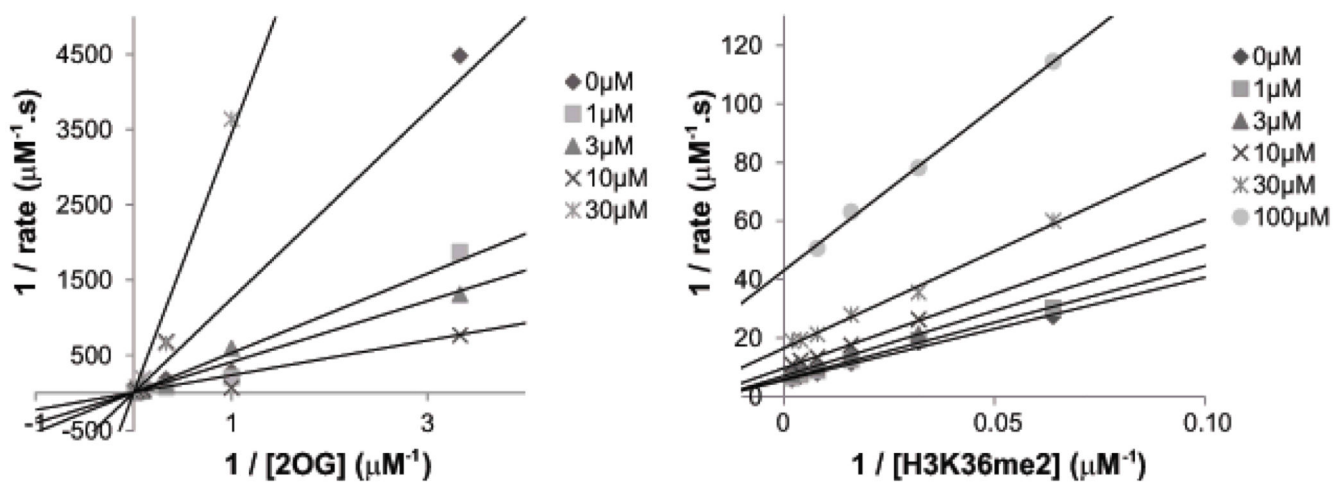 4500
3500
2500
1500
500
-500
-1
1
3
1 / rate (µM⁻¹.s)
1 / [2OG] (µM⁻¹)
0µM
1µM
3µM
10µM
30µM
120
100
80
60
40
20
0
0
0.05
0.10
1 / rate (µM⁻¹.s)
1 / [H3K36me2] (µM⁻¹)
0µM
1µM
3µM
10µM
30µM
100µM